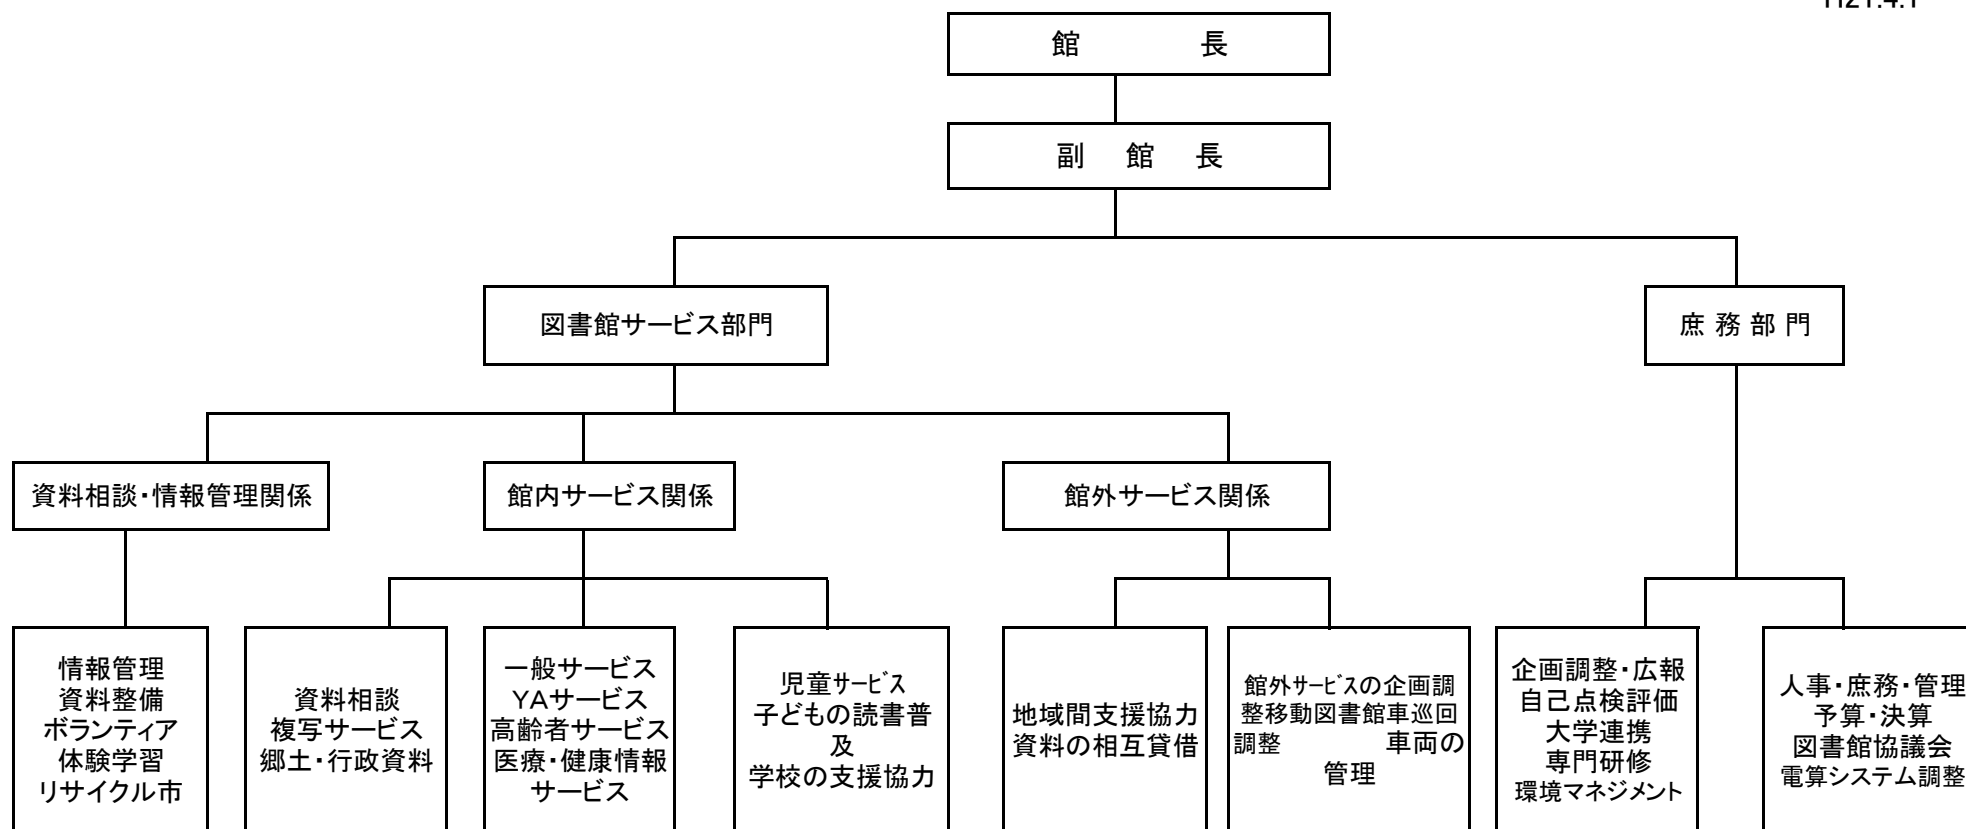 H21.4.1
館 長
副 館 長
図書館サービス部門
庶 務 部 門
資料相談・情報管理関係
館内サービス関係
館外サービス関係
情報管理
資料整備
ボランティア
体験学習
リサイクル市
資料相談
複写サービス
郷土・行政資料
一般サービス
YAサービス
高齢者サービス
医療・健康情報
サービス
児童ｻｰﾋﾞｽ
子どもの読書普
及
学校の支援協力
地域間支援協力
資料の相互貸借
館外ｻｰﾋﾞｽの企画調
整移動図書館車巡回
調整 車両の
管理
企画調整・広報
自己点検評価
大学連携
専門研修
環境マネジメント
人事・庶務・管理
予算・決算
図書館協議会
電算システム調整